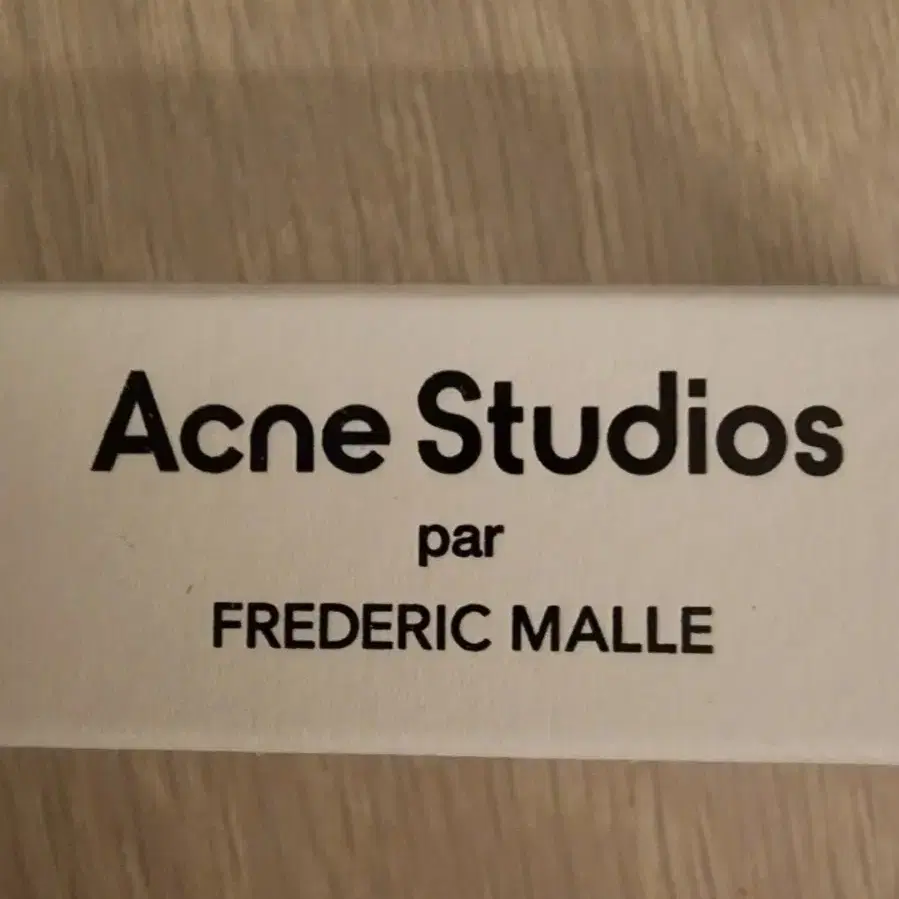 Acne Studios
par
FREDERIC MALLE